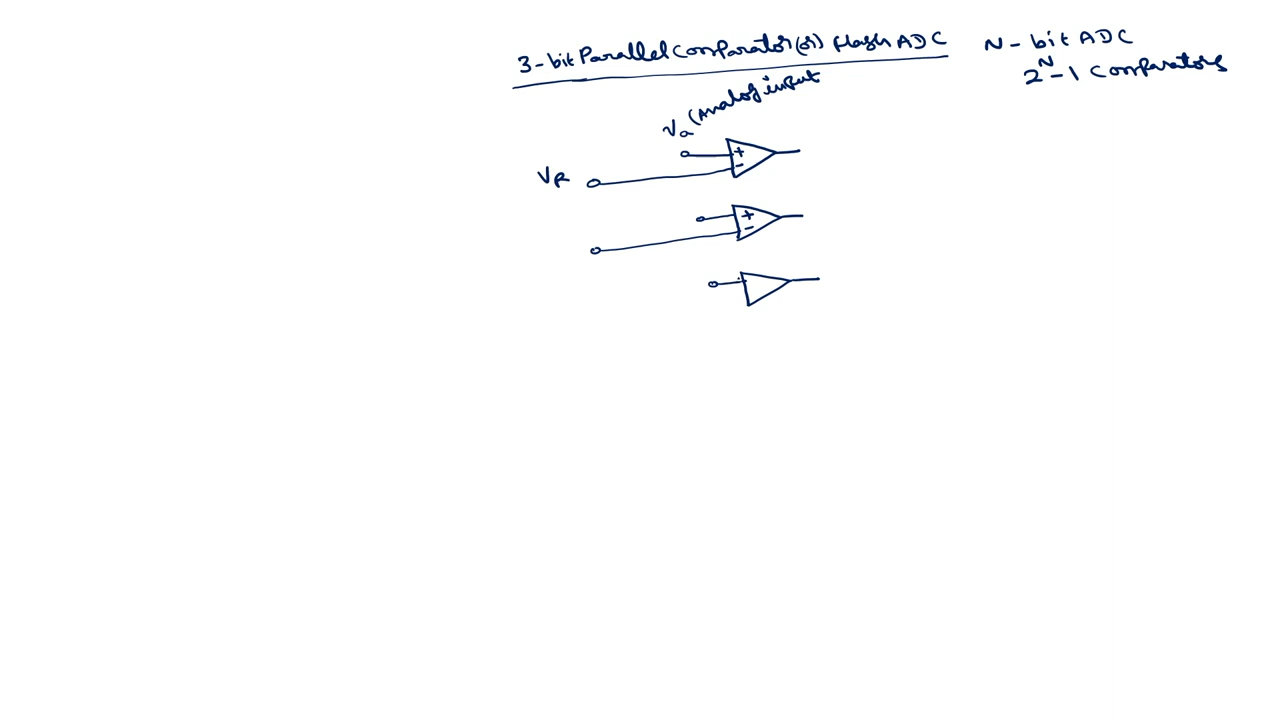 3-bit Parallel Comparator (or) Flash ADC
N-bit ADC
2^N-1 Comparators
Va (Analog input
+
-
VR
+
-